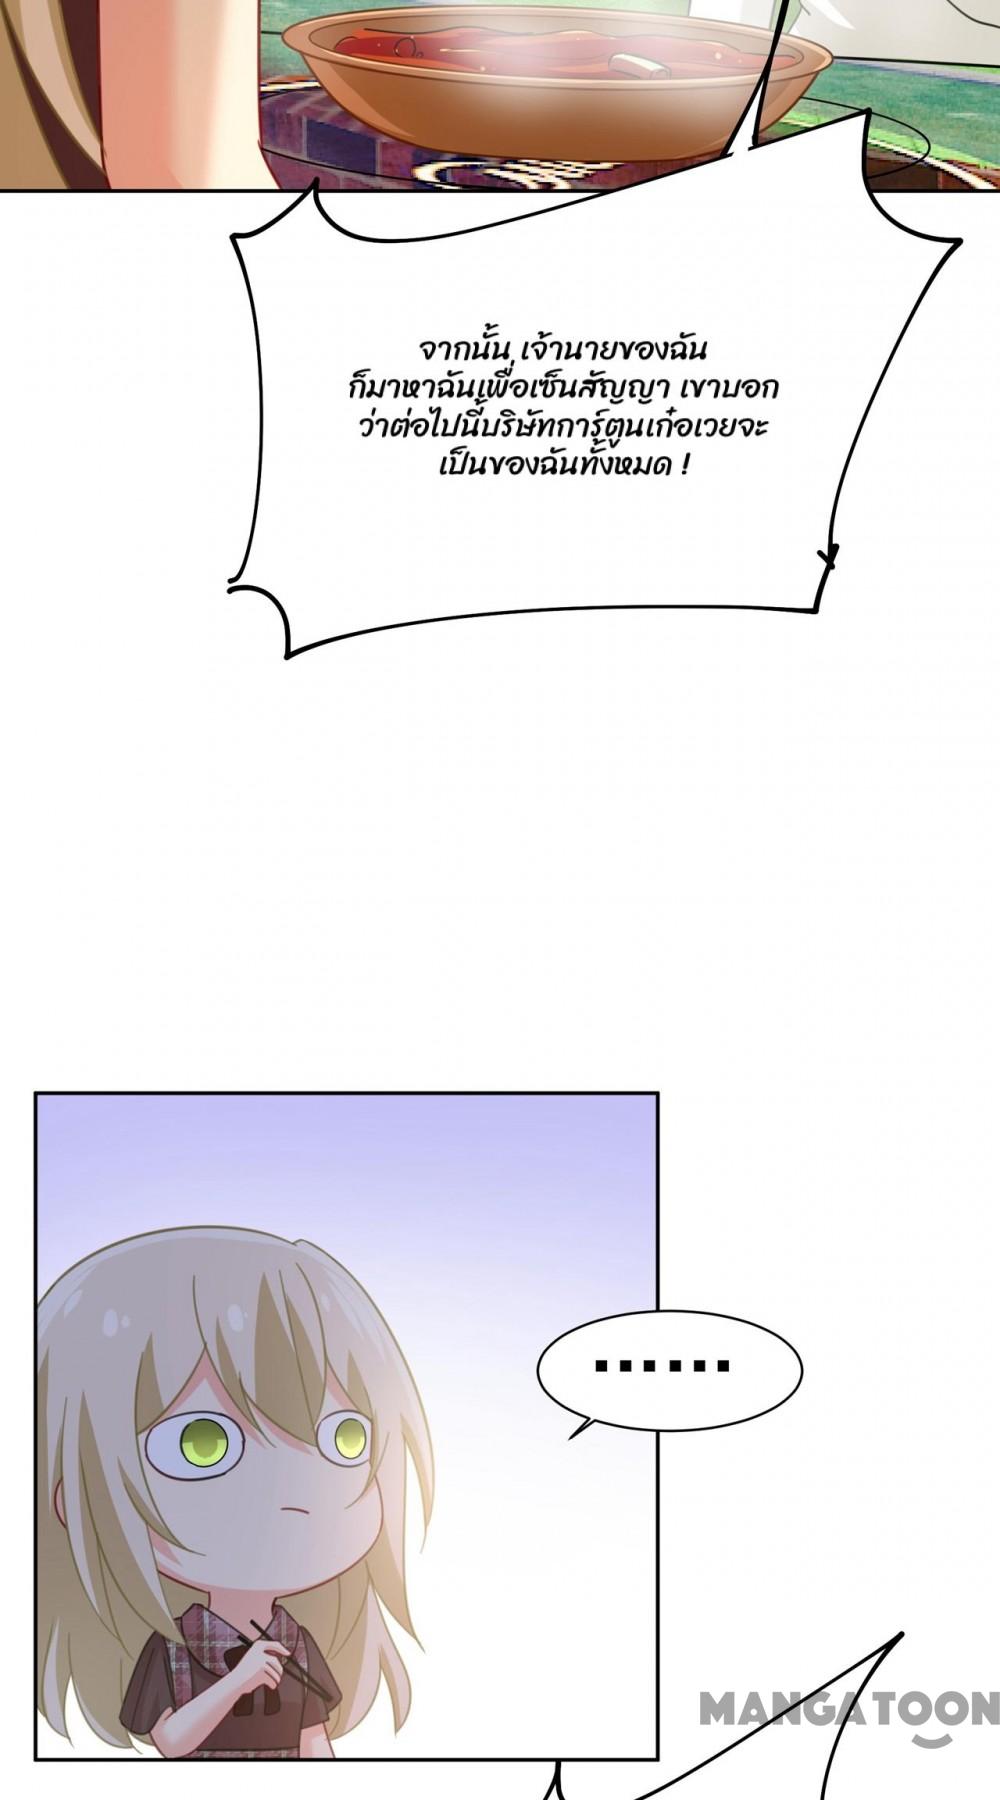 จากนั้น เจ้านายของฉัน
ก็มาหาฉันเพื่อเซ็นสัญญา เขาบอก
ว่าต่อไปนี้บริษัทการ์ตูนเก๋อเวยจะ
เป็นของฉันทั้งหมด !
......
MANGATOON